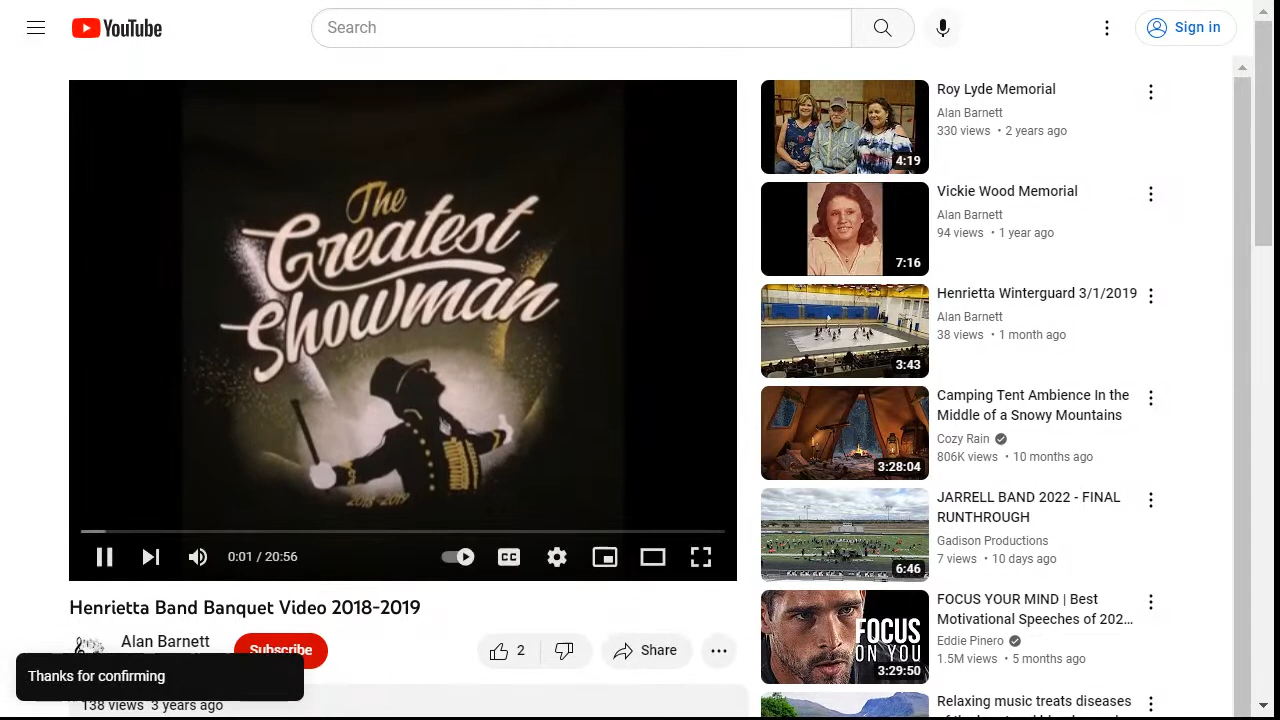 YouTube
Search
Sign in
The
Greatest
Showman
2018-2019
0:01 / 20:56
CC
Henrietta Band Banquet Video 2018-2019
Alan Barnett
Subscribe
2
Share
Thanks for confirming
138 views 3 years ago
4:19
Roy Lyde Memorial
Alan Barnett
330 views • 2 years ago
7:16
Vickie Wood Memorial
Alan Barnett
94 views • 1 year ago
3:43
Henrietta Winterguard 3/1/2019
Alan Barnett
38 views • 1 month ago
3:28:04
Camping Tent Ambience In the
Middle of a Snowy Mountains
Cozy Rain
806K views • 10 months ago
6:46
JARRELL BAND 2022 - FINAL
RUNTHROUGH
Gadison Productions
7 views • 10 days ago
FOCUS
ON YOU
3:29:50
FOCUS YOUR MIND | Best
Motivational Speeches of 202...
Eddie Pinero
1.5M views • 5 months ago
Relaxing music treats diseases